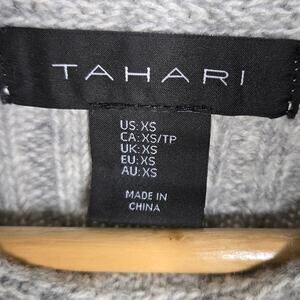 TAHARI
US: XS
CA: XS/TP
UK: XS
EU: XS
AU: XS
MADE IN
CHINA